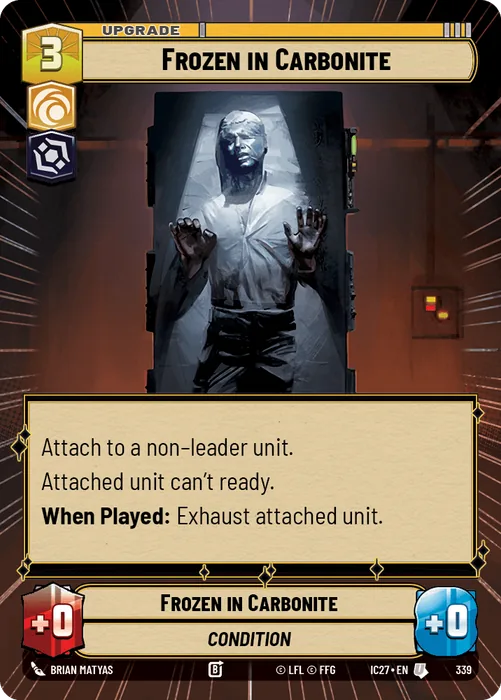 UPGRADE
3
FROZEN IN CARBONITE
Attach to a non-leader unit.
Attached unit can't ready.
When Played: Exhaust attached unit.
FROZEN IN CARBONITE
+0
+0
CONDITION
BRIAN MATYAS
B
© LFL © FFG
IC27 • EN
339